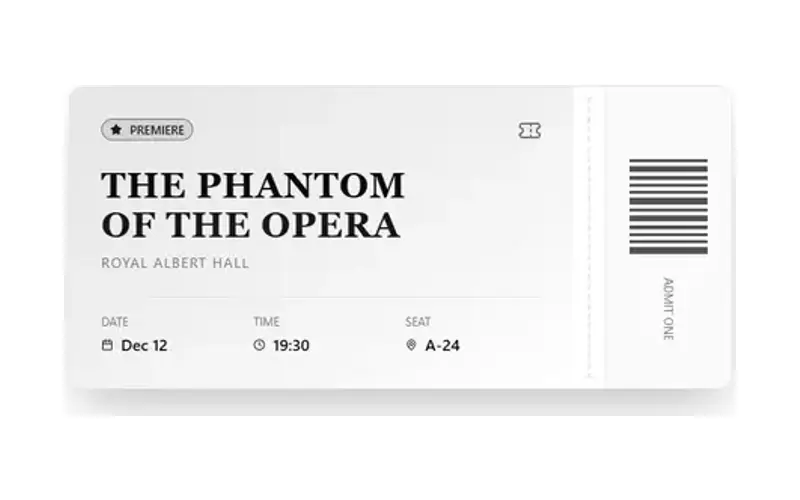 PREMIERE
THE PHANTOM
OF THE OPERA
ROYAL ALBERT HALL
DATE TIME SEAT
Dec 12 19:30 A-24
ADMIT ONE